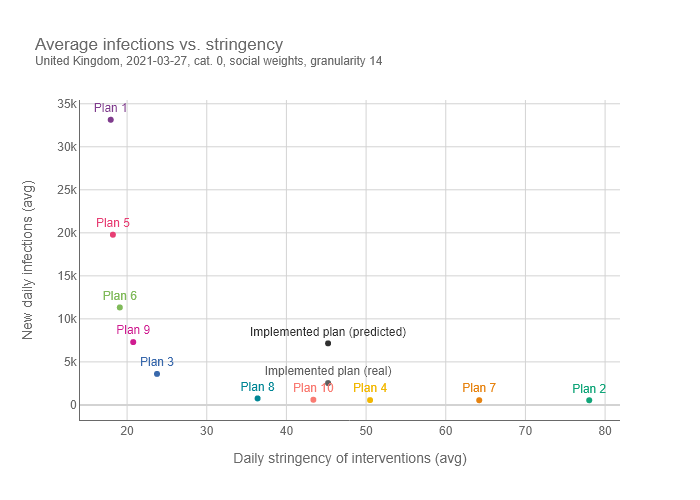 Average infections vs. stringency
United Kingdom, 2021-03-27, cat. 0, social weights, granularity 14
35k
Plan 1
30k
25k
Plan 5
20k
15k
Plan 6
10k
Plan 9
Implemented plan (predicted)
Plan 3
5k
Implemented plan (real)
Plan 8
Plan 10
Plan 4
Plan 7
Plan 2
0
20
30
40
50
60
70
80
New daily infections (avg)
Daily stringency of interventions (avg)